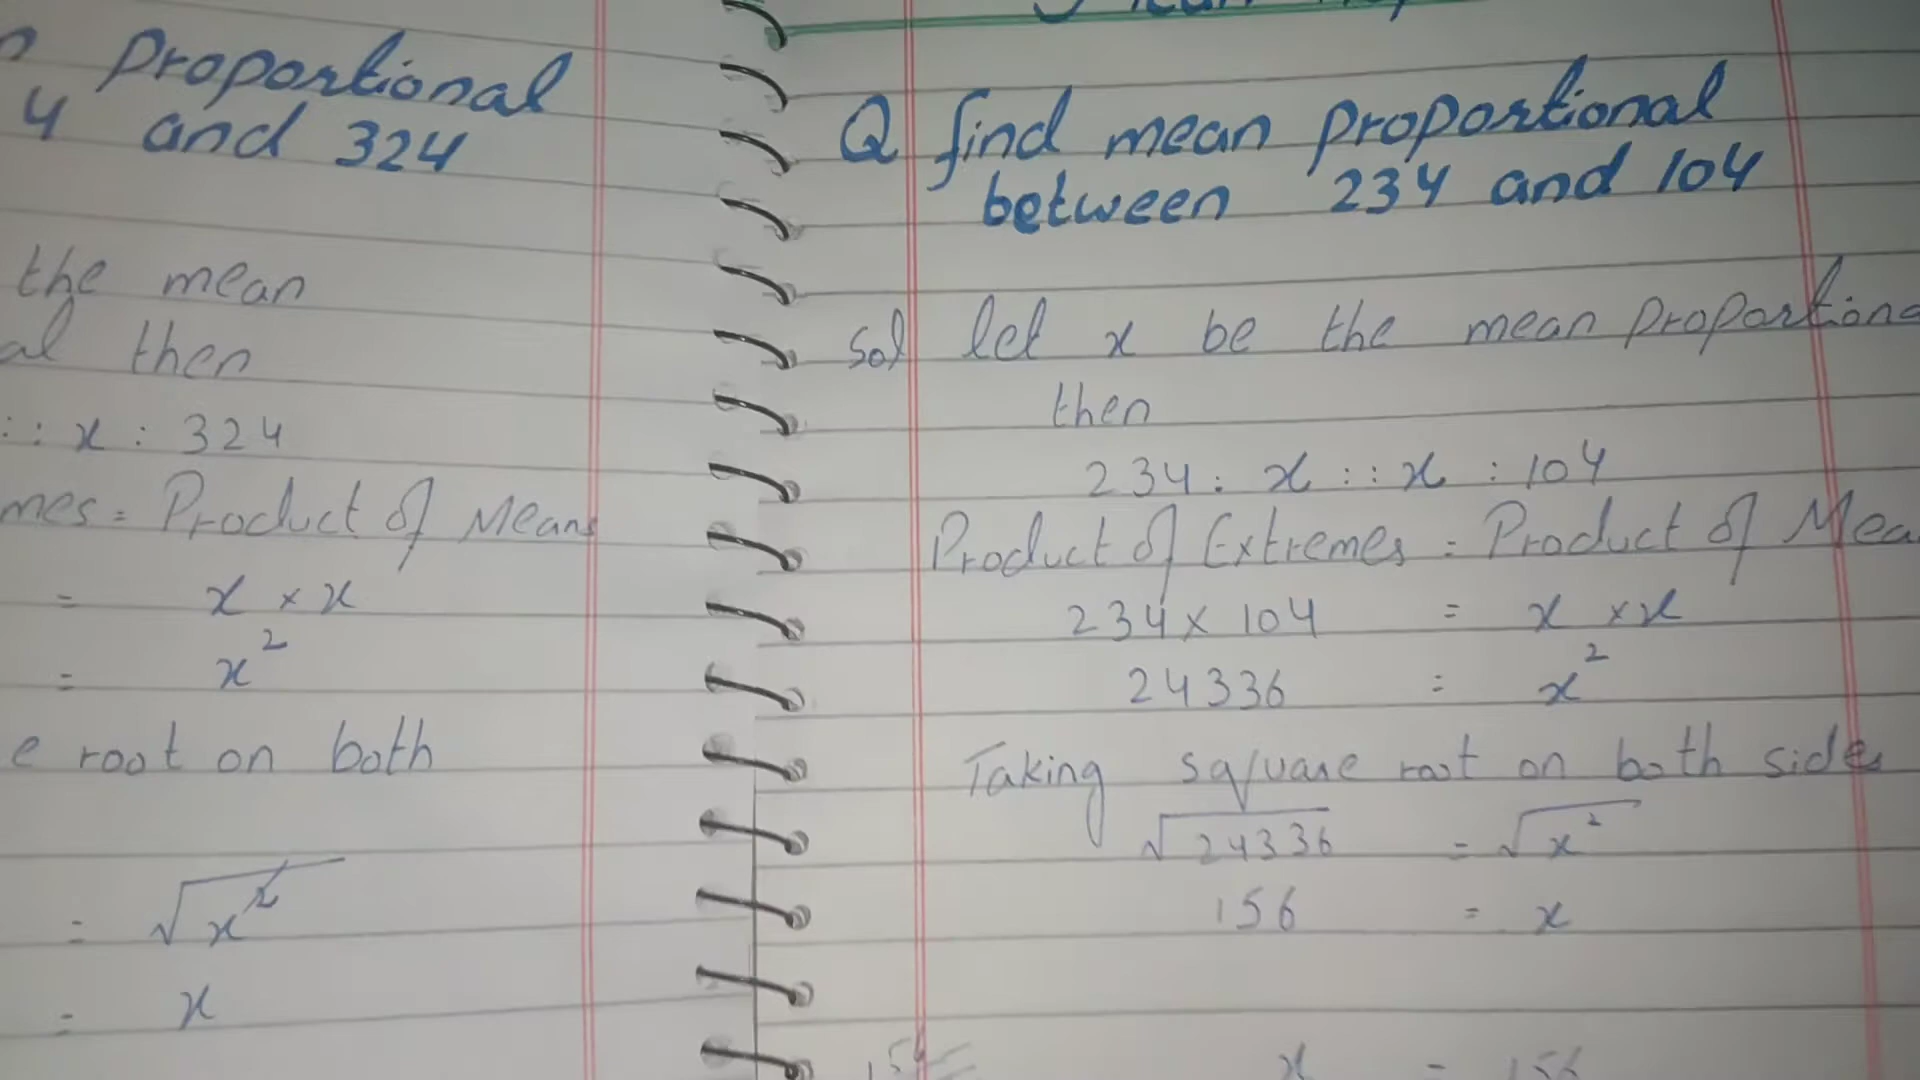 Proportional
4 and 324
the mean
al then
:: x : 324
mes = Product of Means
= x × x
= x²
e root on both
= √x²
= x
Q find mean proportional
between 234 and 104
Sol let x be the mean proportiona
then
234 : x :: x : 104
Product of Extremes = Product of Mea
234 × 104 = x × x
24336 = x²
Taking square root on both sides
√24336 = √x²
156 = x
x = 156